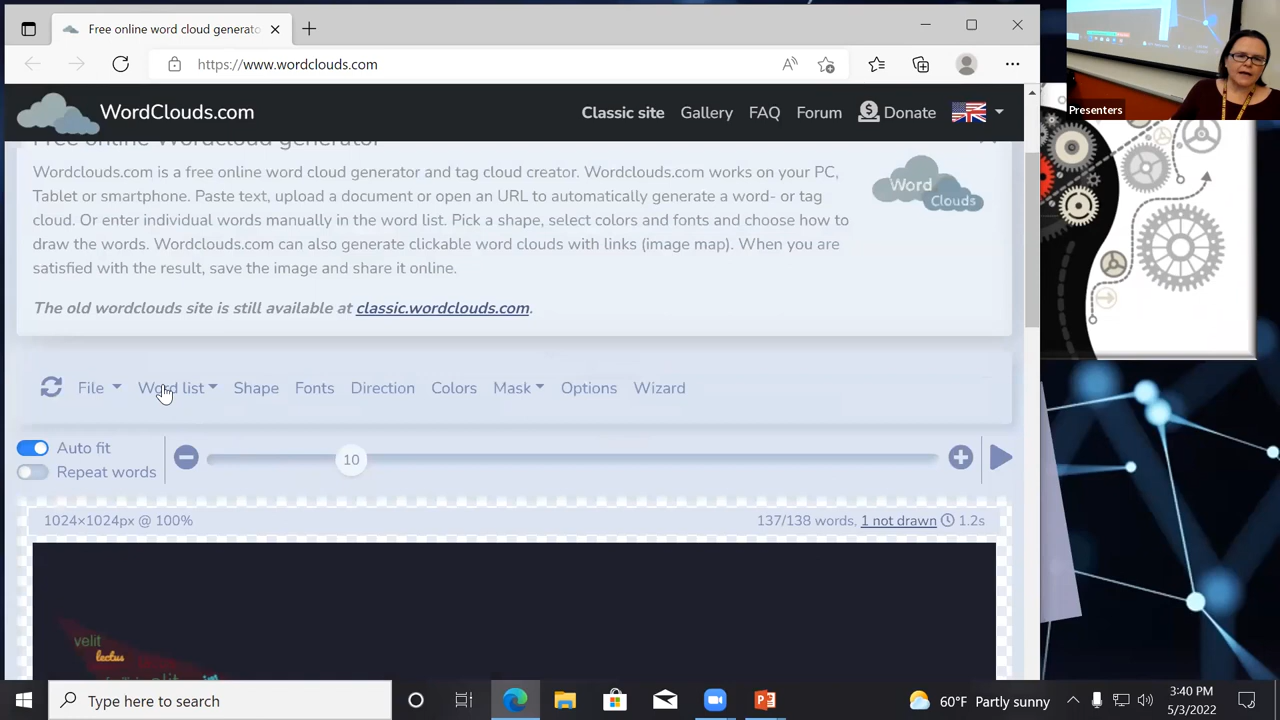 Free online word cloud generato
https://www.wordclouds.com
Presenters
WordClouds.com
Classic site
Gallery
FAQ
Forum
Donate
Free online Wordcloud generator
Wordclouds.com is a free online word cloud generator and tag cloud creator. Wordclouds.com works on your PC,
Tablet or smartphone. Paste text, upload a document or open an URL to automatically generate a word- or tag
cloud. Or enter individual words manually in the word list. Pick a shape, select colors and fonts and choose how to
draw the words. Wordclouds.com can also generate clickable word clouds with links (image map). When you are
satisfied with the result, save the image and share it online.
Word
Clouds
The old wordclouds site is still available at classic.wordclouds.com.
File
Word list
Shape
Fonts
Direction
Colors
Mask
Options
Wizard
Auto fit
Repeat words
10
1024×1024px @ 100%
137/138 words, 1 not drawn 1.2s
velit
lectus
Type here to search
60°F Partly sunny
3:40 PM
5/3/2022